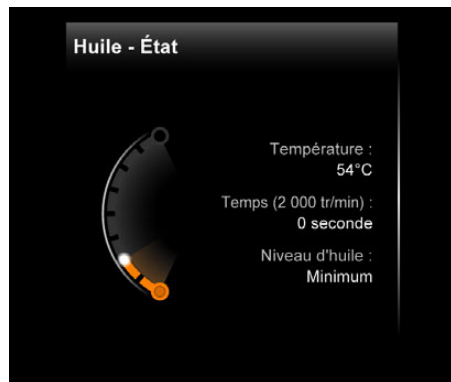 Huile - État
Température :
54°C
Temps (2 000 tr/min) :
0 seconde
Niveau d'huile :
Minimum